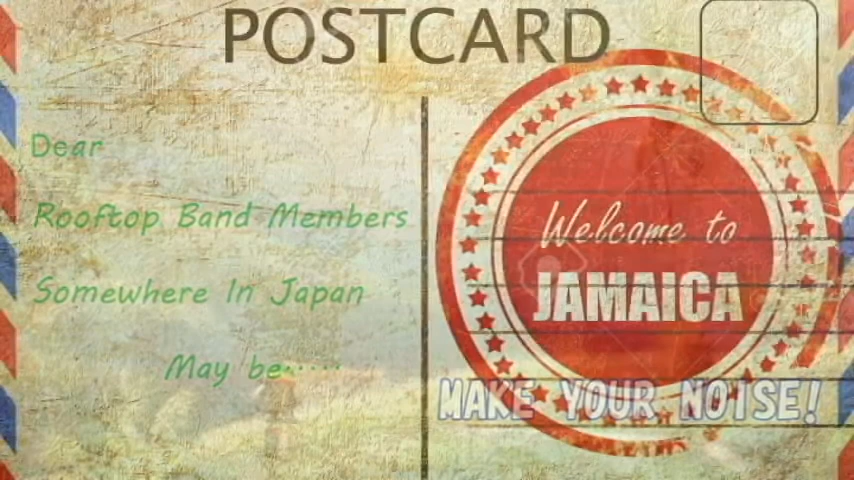 POSTCARD
Dear
Rooftop Band Members
Somewhere In Japan
May be······
Welcome to
JAMAICA
MAKE YOUR NOISE!